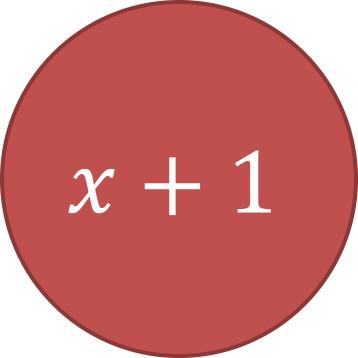 x + 1